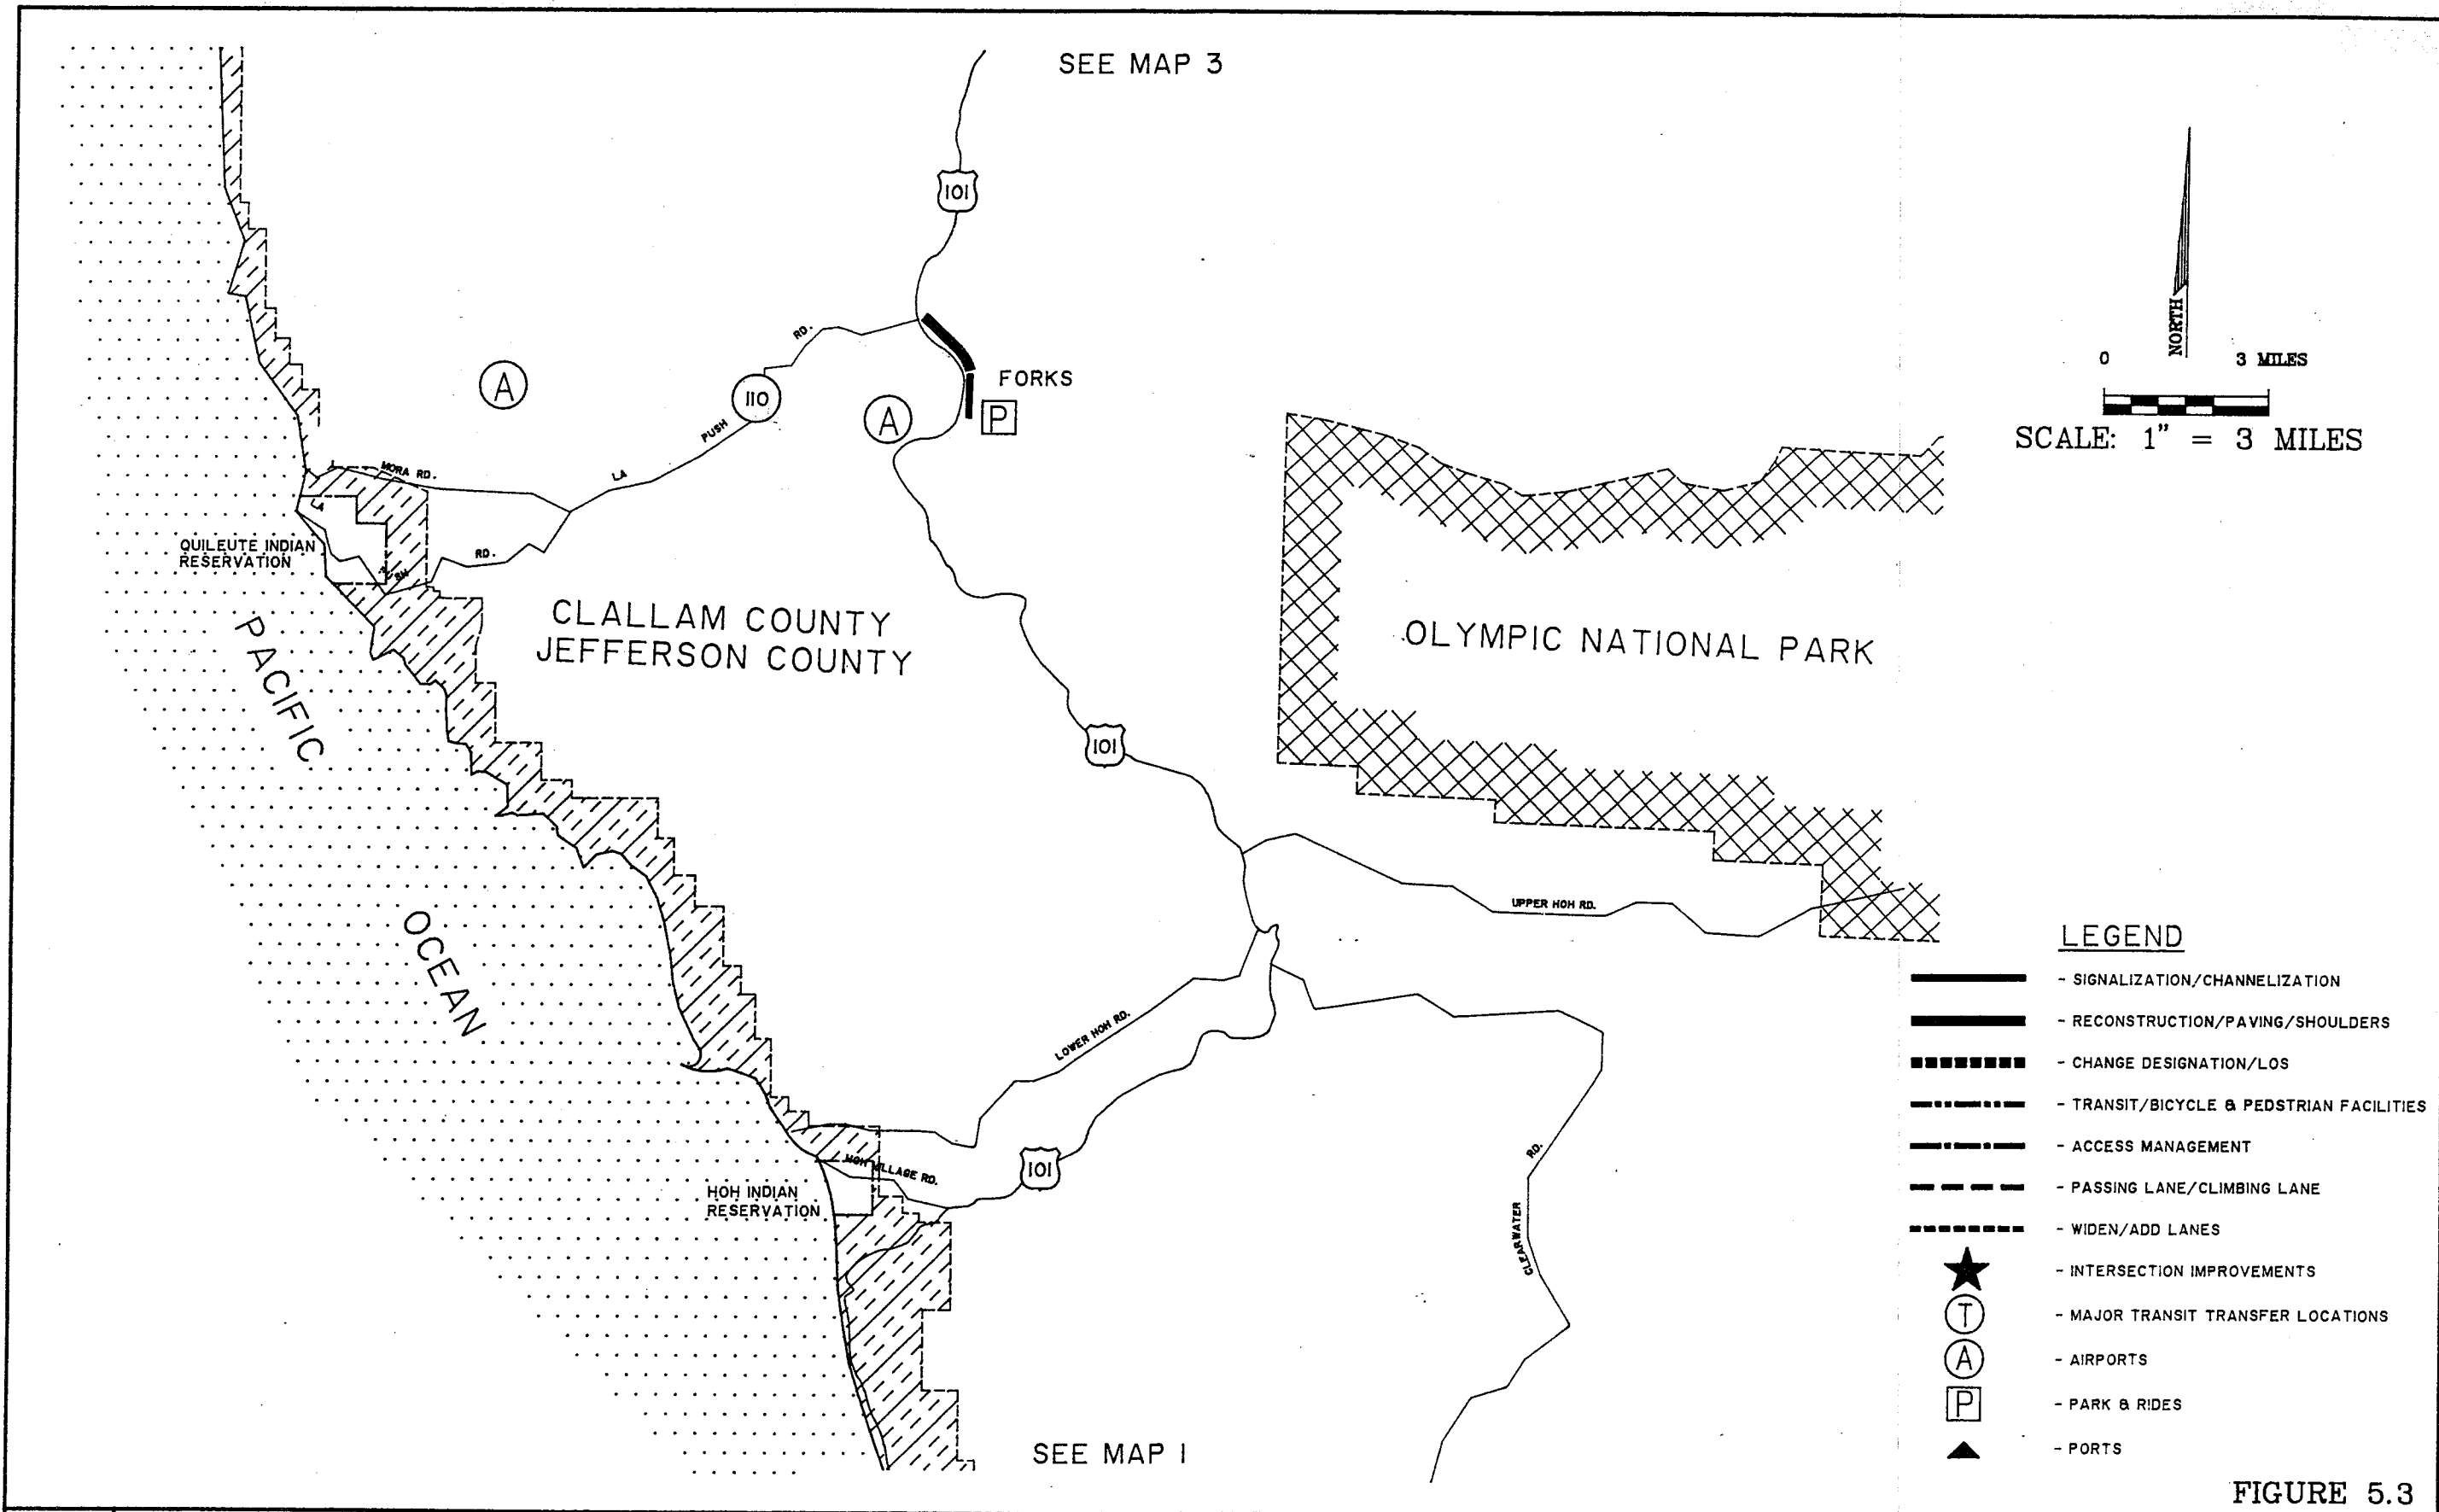 SEE MAP 3
101
NORTH
0 3 MILES
SCALE: 1" = 3 MILES
RD.
FORKS
A
110
A
P
PUSH
LA
MORA RD.
LA
QUILEUTE INDIAN
RESERVATION
RD.
PUSH
CLALLAM COUNTY
JEFFERSON COUNTY
OLYMPIC NATIONAL PARK
PACIFIC
OCEAN
101
UPPER HOH RD.
LOWER HOH RD.
101
HOH VILLAGE RD.
HOH INDIAN
RESERVATION
RD.
CLEARWATER
SEE MAP 1
LEGEND
- SIGNALIZATION/CHANNELIZATION
- RECONSTRUCTION/PAVING/SHOULDERS
- CHANGE DESIGNATION/LOS
- TRANSIT/BICYCLE & PEDSTRIAN FACILITIES
- ACCESS MANAGEMENT
- PASSING LANE/CLIMBING LANE
- WIDEN/ADD LANES
- INTERSECTION IMPROVEMENTS
T - MAJOR TRANSIT TRANSFER LOCATIONS
A - AIRPORTS
P - PARK & RIDES
- PORTS
FIGURE 5.3